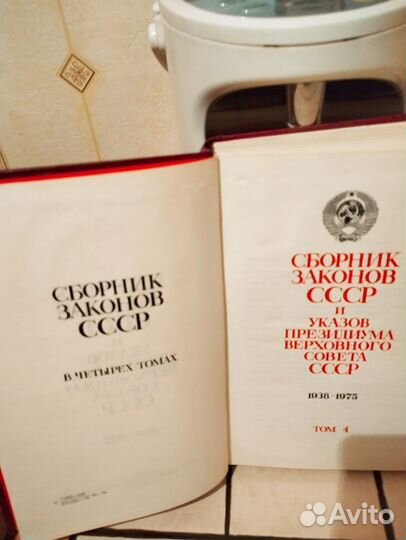 СБОРНИК
ЗАКОНОВ
СССР
В ЧЕТЫРЕХ ТОМАХ
СБОРНИК
ЗАКОНОВ
СССР
И
УКАЗОВ
ПРЕЗИДИУМА
ВЕРХОВНОГО
СОВЕТА
СССР
1938-1975
ТОМ 4
Avito